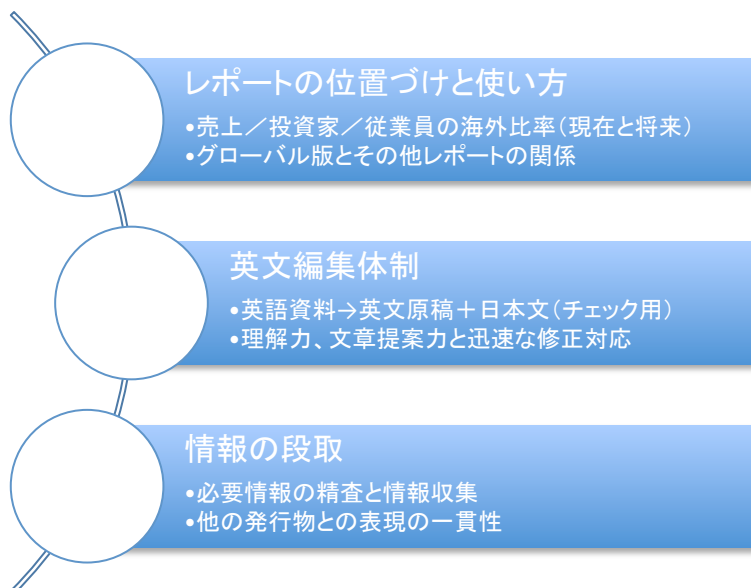 レポートの位置づけと使い方
•売上／投資家／従業員の海外比率（現在と将来）
•グローバル版とその他レポートの関係
英文編集体制
•英語資料→英文原稿＋日本文（チェック用）
•理解力、文章提案力と迅速な修正対応
情報の段取
•必要情報の精査と情報収集
•他の発行物との表現の一貫性